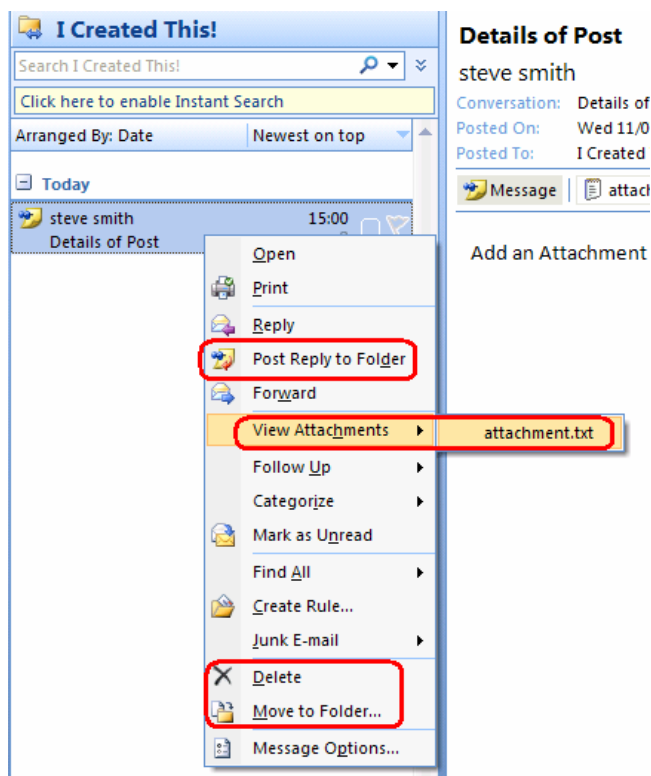 I Created This!
Search I Created This!
Click here to enable Instant Search
Arranged By: Date Newest on top
Today
steve smith 15:00
Details of Post
Open
Print
Reply
Post Reply to Folder
Forward
View Attachments
attachment.txt
Follow Up
Categorize
Mark as Unread
Find All
Create Rule...
Junk E-mail
Delete
Move to Folder...
Message Options...
Details of Post
steve smith
Conversation: Details of
Posted On: Wed 11/0
Posted To: I Created
Message attach
Add an Attachment